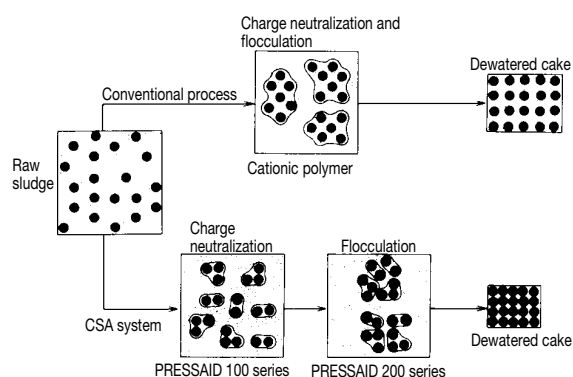 Charge neutralization and
flocculation
Dewatered cake
Conventional process
Raw
sludge
Cationic polymer
Charge
neutralization
Flocculation
CSA system
Dewatered cake
PRESSAID 100 series
PRESSAID 200 series